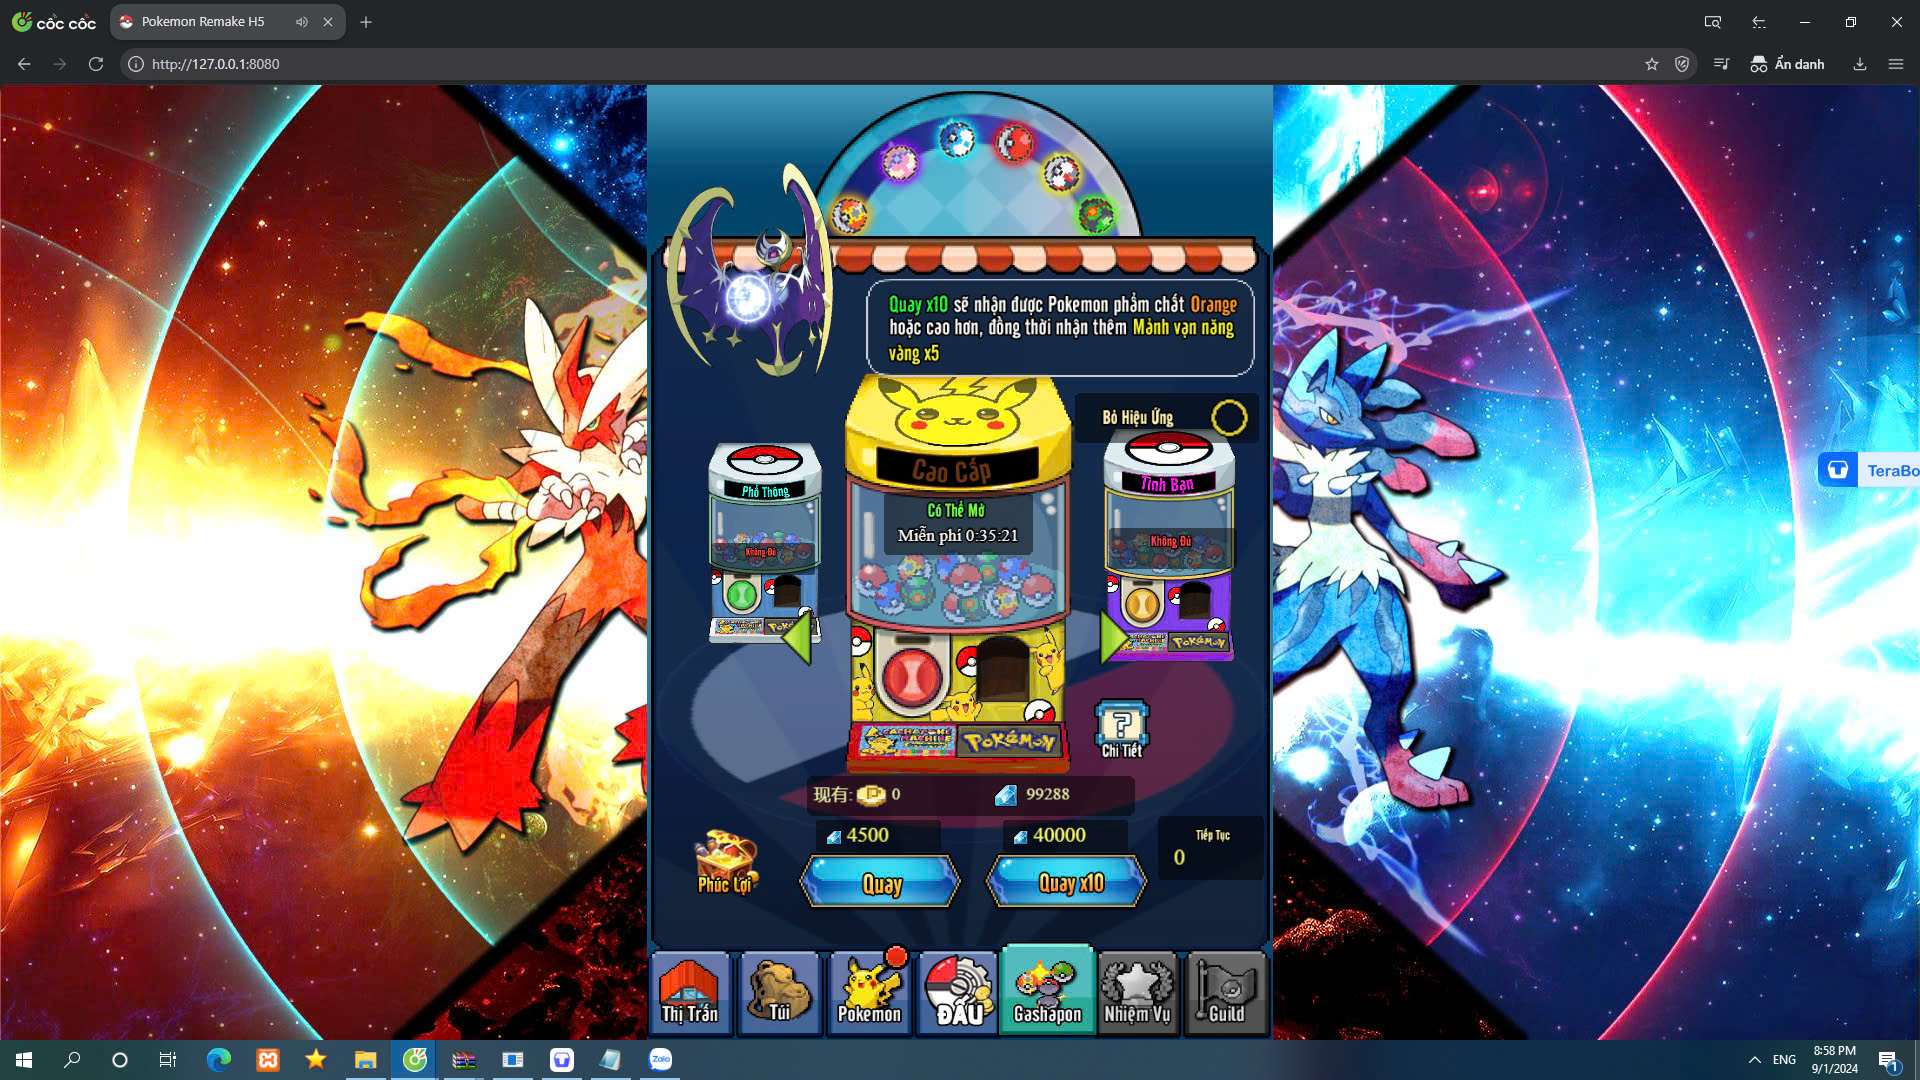 cốc cốc
Pokemon Remake H5
http://127.0.0.1:8080
Ẩn danh
Quay x10 sẽ nhận được Pokemon phẩm chất Orange
hoặc cao hơn, đồng thời nhận thêm Mảnh vạn năng
vàng x5
Bỏ Hiệu Ứng
Cao Cấp
Phổ Thông
Tình Bạn
Có Thể Mở
Miễn phí 0:35:21
Không Đủ
Không Đủ
TeraBo
POKéMON
POKéMON
Chi Tiết
现有: 0
99288
4500
40000
Tiếp Tục
0
Phúc Lợi
Quay
Quay x10
Thị Trấn
Túi
Pokemon
ĐẤU
Gashapon
Nhiệm Vụ
Guild
Zalo
ENG
8:58 PM
9/1/2024
1